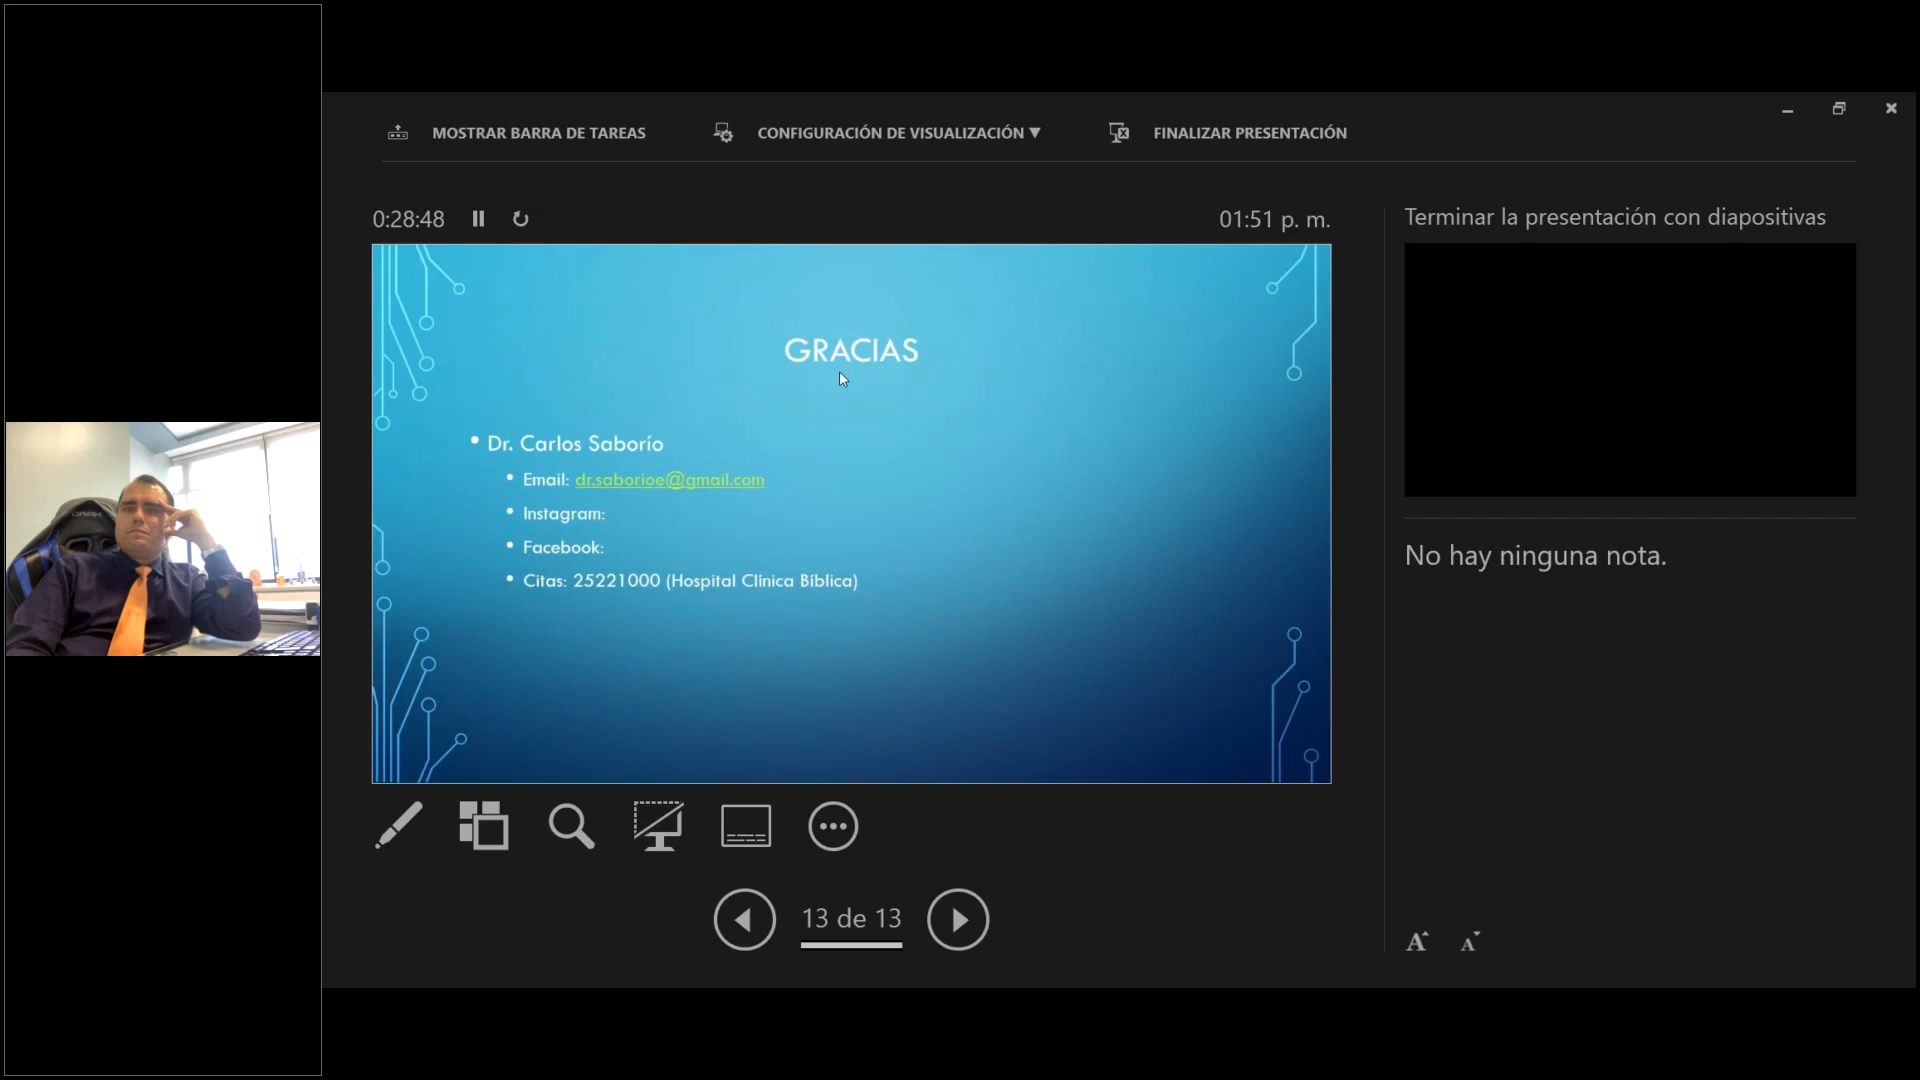 MOSTRAR BARRA DE TAREAS
CONFIGURACIÓN DE VISUALIZACIÓN ▼
FINALIZAR PRESENTACIÓN
0:28:48
01:51 p. m.
Terminar la presentación con diapositivas
GRACIAS
• Dr. Carlos Saborío
• Email: dr.saborioe@gmail.com
• Instagram:
• Facebook:
• Citas: 25221000 (Hospital Clínica Bíblica)
No hay ninguna nota.
13 de 13
A A